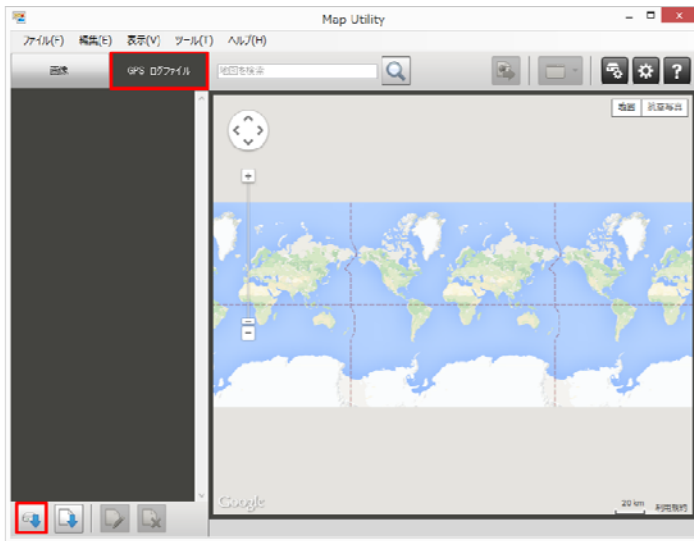 Map Utility
ファイル(F) 編集(E) 表示(V) ツール(T) ヘルプ(H)
画像 GPS ログファイル 地図を検索
地図 航空写真
Google
20 km 利用規約